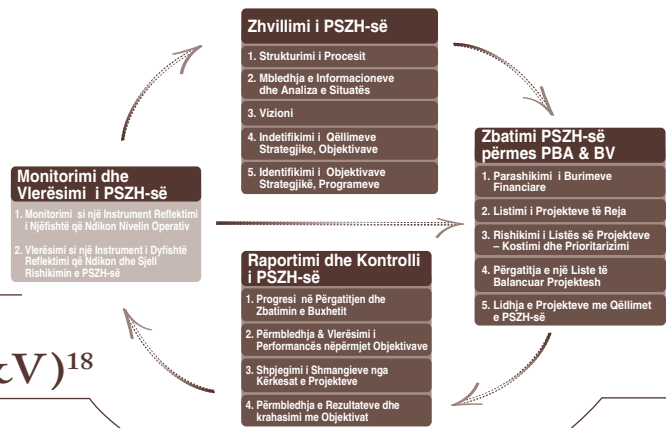 Zhvillimi i PSZH-së
1. Strukturimi i Procesit
2. Mbledhja e Informacioneve
dhe Analiza e Situatës
3. Vizioni
4. Indetifikimi i Qëllimeve
Strategjike, Objektivave
5. Identifikimi i Objektivave
Strategjikë, Programeve
Zbatimi PSZH-së
përmes PBA & BV
1. Parashikimi i Burimeve
Financiare
2. Listimi i Projekteve të Reja
3. Rishikimi i Listës së Projekteve
– Kostimi dhe Prioritarizimi
4. Përgatitja e një Liste të
Balancuar Projektesh
5. Lidhja e Projekteve me Qëllimet
e PSZH-së
Monitorimi dhe
Vlerësimi i PSZH-së
1. Monitorimi si një Instrument Reflektimi
i Njëfishtë që Ndikon Nivelin Operativ
2. Vlerësimi si një Instrument i Dyfishtë
Reflektimi që Ndikon dhe Sjell
Rishikimin e PSZH-së
Raportimi dhe Kontrolli
i PSZH-së
1. Progresi në Përgatitjen dhe
Zbatimin e Buxhetit
2. Përmbledhja & Vlerësimi i
Performancës nëpërmjet Objektivave
3. Shpjegimi i Shmangieve nga
Kërkesat e Projekteve
4. Përmbledhja e Rezultateve dhe
krahasimi me Objektivat
&V)18